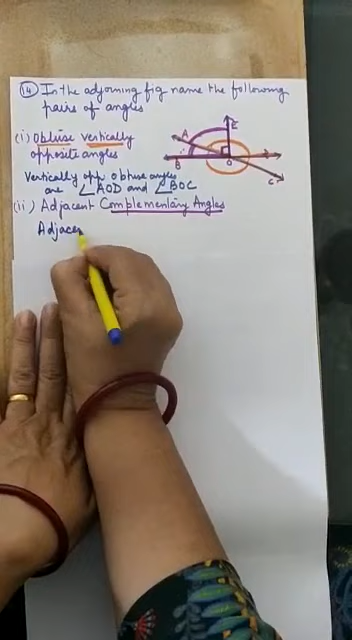 14 In the adjoining fig name the following
pairs of angles
(i) Obtuse vertically
opposite angles
Vertically opp obtuse angles
are ∠AOD and ∠BOC
(ii) Adjacent Complementary Angles
Adjace
E
A
B
O
C